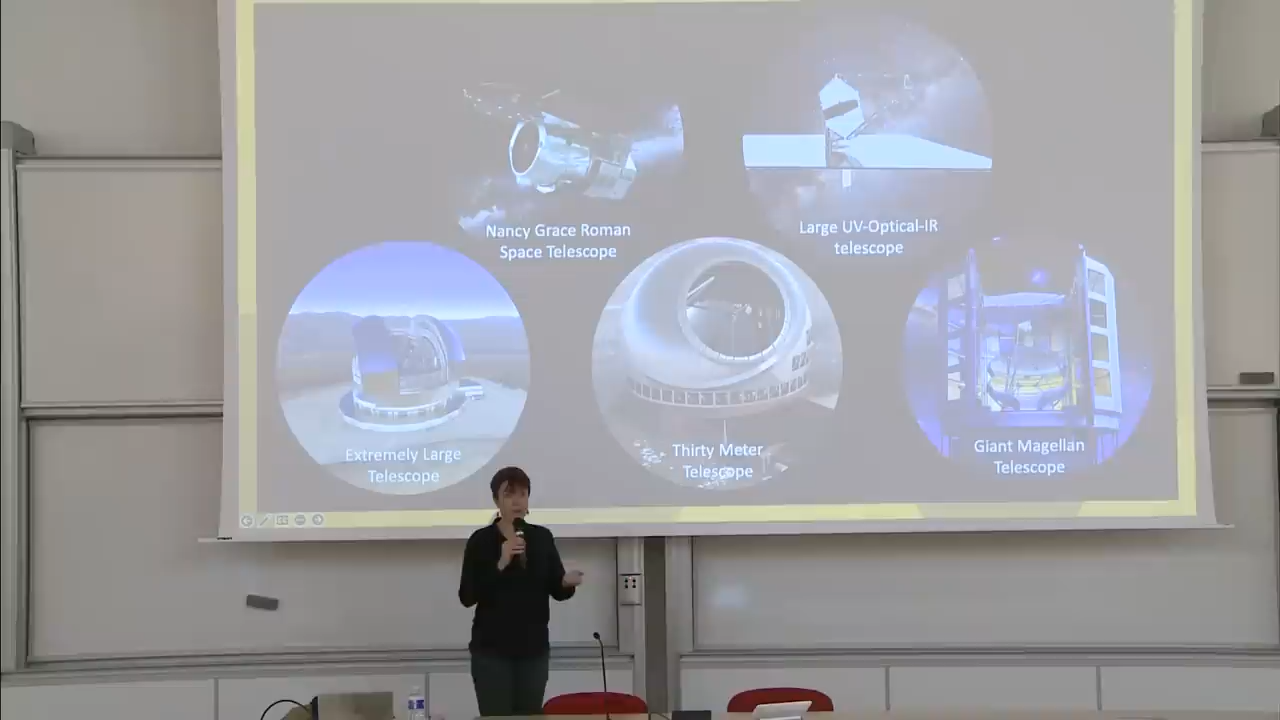 Nancy Grace Roman
Space Telescope
Large UV-Optical-IR
telescope
Extremely Large
Telescope
Thirty Meter
Telescope
Giant Magellan
Telescope